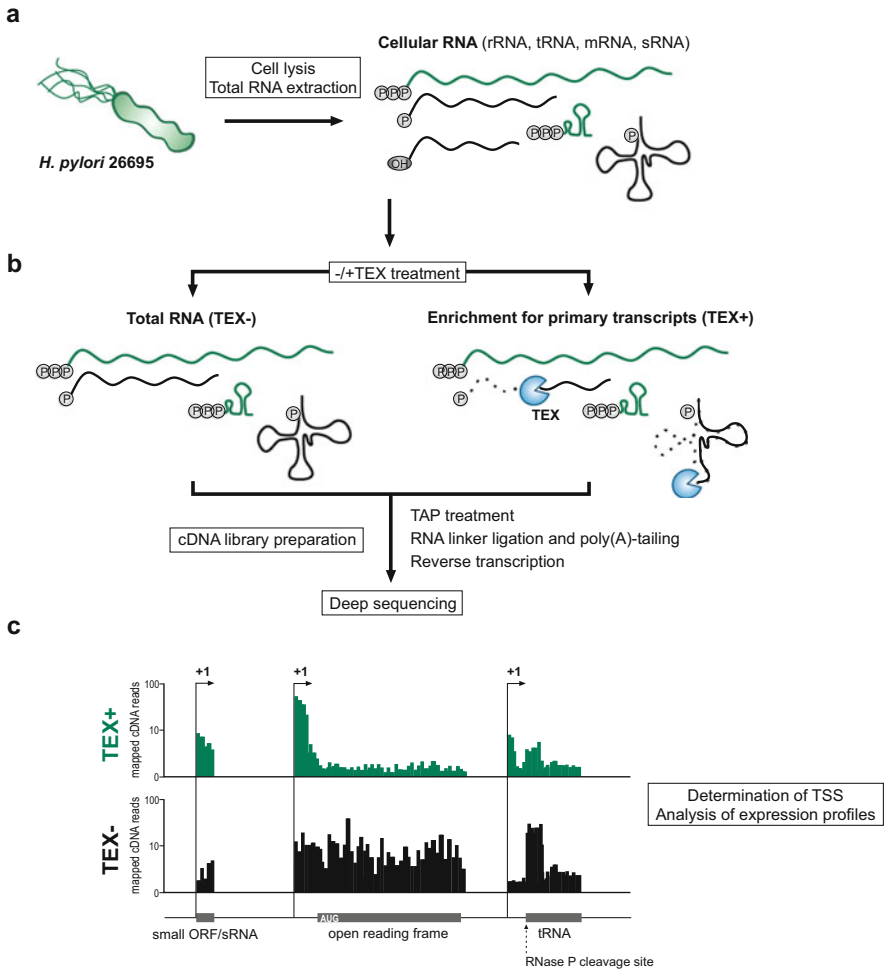 a
Cellular RNA (rRNA, tRNA, mRNA, sRNA)
Cell lysis
Total RNA extraction
PPP
P
PPP
P
OH
H. pylori 26695
b
-/+TEX treatment
Total RNA (TEX-)
Enrichment for primary transcripts (TEX+)
PPP
P
PPP
P
PPP
P
TEX
PPP
P
cDNA library preparation
TAP treatment
RNA linker ligation and poly(A)-tailing
Reverse transcription
Deep sequencing
c
+1
+1
+1
TEX+
mapped cDNA reads
100
10
0
TEX-
mapped cDNA reads
100
10
0
Determination of TSS
Analysis of expression profiles
AUG
small ORF/sRNA
open reading frame
tRNA
RNase P cleavage site